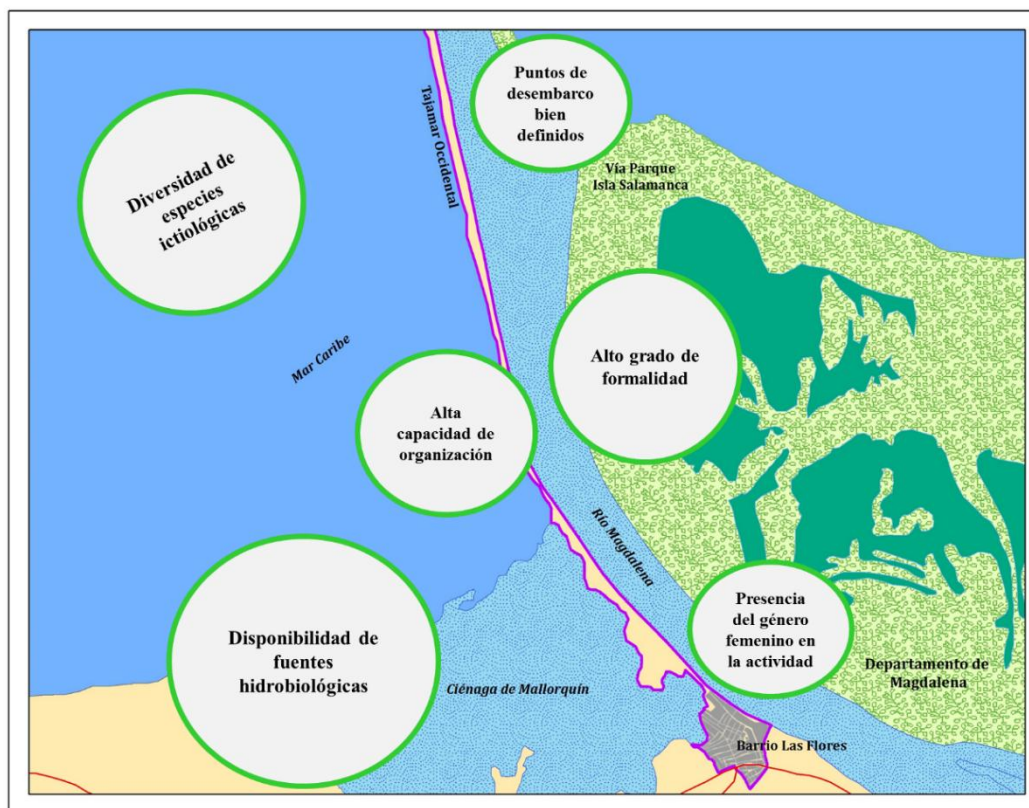 Puntos de
desembarco
bien
definidos
Tajamar Occidental
Diversidad de
especies
ictiológicas
Vía Parque
Isla Salamanca
Mar Caribe
Alto grado de
formalidad
Alta
capacidad de
organización
Río Magdalena
Presencia
del género
femenino en
la actividad
Disponibilidad de
fuentes
hidrobiológicas
Departamento de
Magdalena
Ciénaga de Mallorquín
Barrio Las Flores